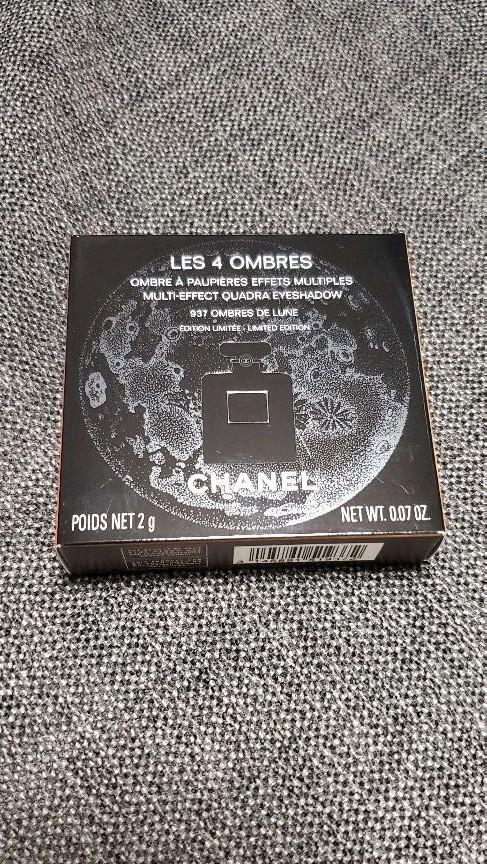 LES 4 OMBRES
OMBRE À PAUPIÈRES EFFETS MULTIPLES
MULTI-EFFECT QUADRA EYESHADOW
937 OMBRES DE LUNE
ÉDITION LIMITÉE - LIMITED EDITION
CHANEL
POIDS NET 2 g
NET WT. 0.07 OZ.